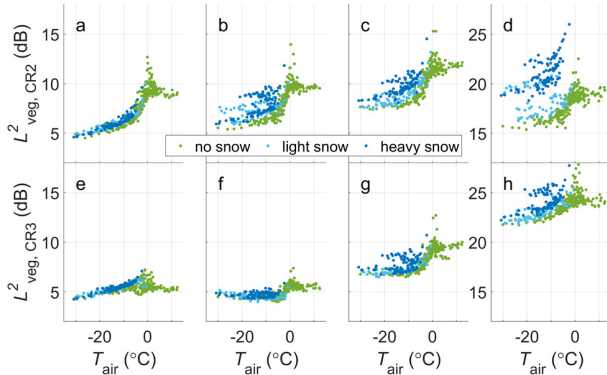 a b c d
L²veg, CR2 (dB)
15 10 5
25 20 15
no snow light snow heavy snow
e f g h
L²veg, CR3 (dB)
15 10 5
25 20 15
-20 0 -20 0 -20 0 -20 0
Tair (°C) Tair (°C) Tair (°C) Tair (°C)